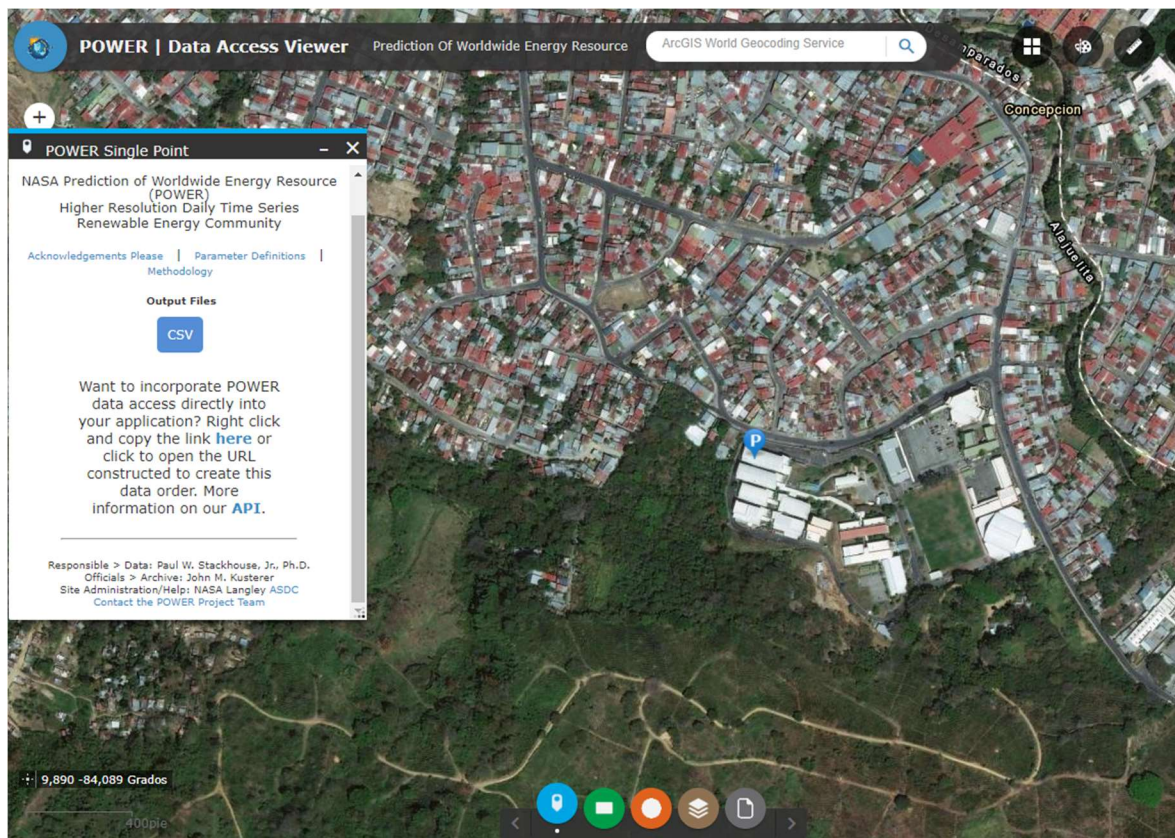 POWER | Data Access Viewer
Prediction Of Worldwide Energy Resource
ArcGIS World Geocoding Service
parados
Concepcion
Alajuelita
+
POWER Single Point
NASA Prediction of Worldwide Energy Resource
(POWER)
Higher Resolution Daily Time Series
Renewable Energy Community
Acknowledgements Please | Parameter Definitions |
Methodology
Output Files
CSV
Want to incorporate POWER
data access directly into
your application? Right click
and copy the link here or
click to open the URL
constructed to create this
data order. More
information on our API.
Responsible > Data: Paul W. Stackhouse, Jr., Ph.D.
Officials > Archive: John M. Kusterer
Site Administration/Help: NASA Langley ASDC
Contact the POWER Project Team
P
9,890 -84,089 Grados
400pie